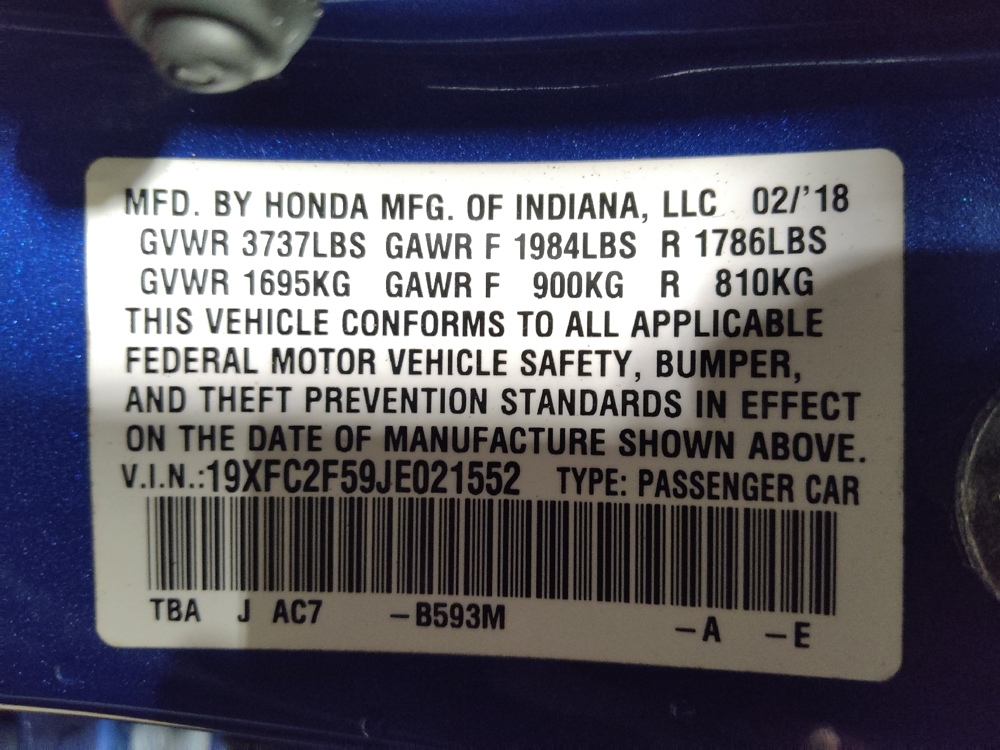 MFD. BY HONDA MFG. OF INDIANA, LLC 02/'18
GVWR 3737LBS GAWR F 1984LBS R 1786LBS
GVWR 1695KG GAWR F 900KG R 810KG
THIS VEHICLE CONFORMS TO ALL APPLICABLE
FEDERAL MOTOR VEHICLE SAFETY, BUMPER,
AND THEFT PREVENTION STANDARDS IN EFFECT
ON THE DATE OF MANUFACTURE SHOWN ABOVE.
V.I.N.:19XFC2F59JE021552 TYPE: PASSENGER CAR
TBA J AC7 –B593M –A –E